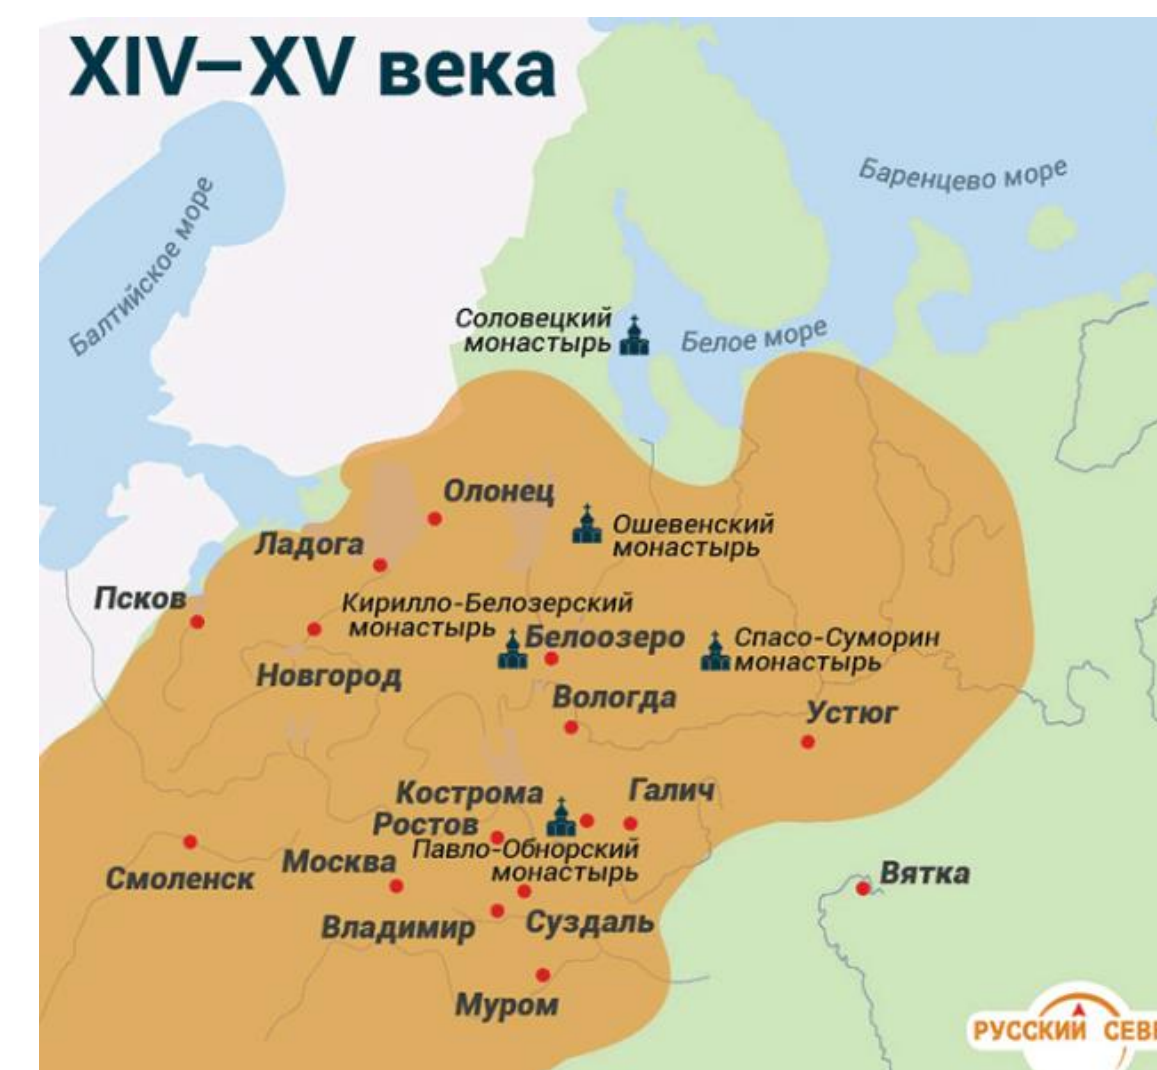 XIV–XV века
Баренцево море
Балтийское море
Соловецкий
монастырь
Белое море
Олонец
Ошевенский
монастырь
Ладога
Псков
Кирилло-Белозерский
монастырь
Белоозеро
Спасо-Суморин
монастырь
Новгород
Вологда
Устюг
Кострома
Галич
Ростов
Павло-Обнорский
монастырь
Москва
Смоленск
Вятка
Владимир
Суздаль
Муром
РУССКИЙ СЕВЕ